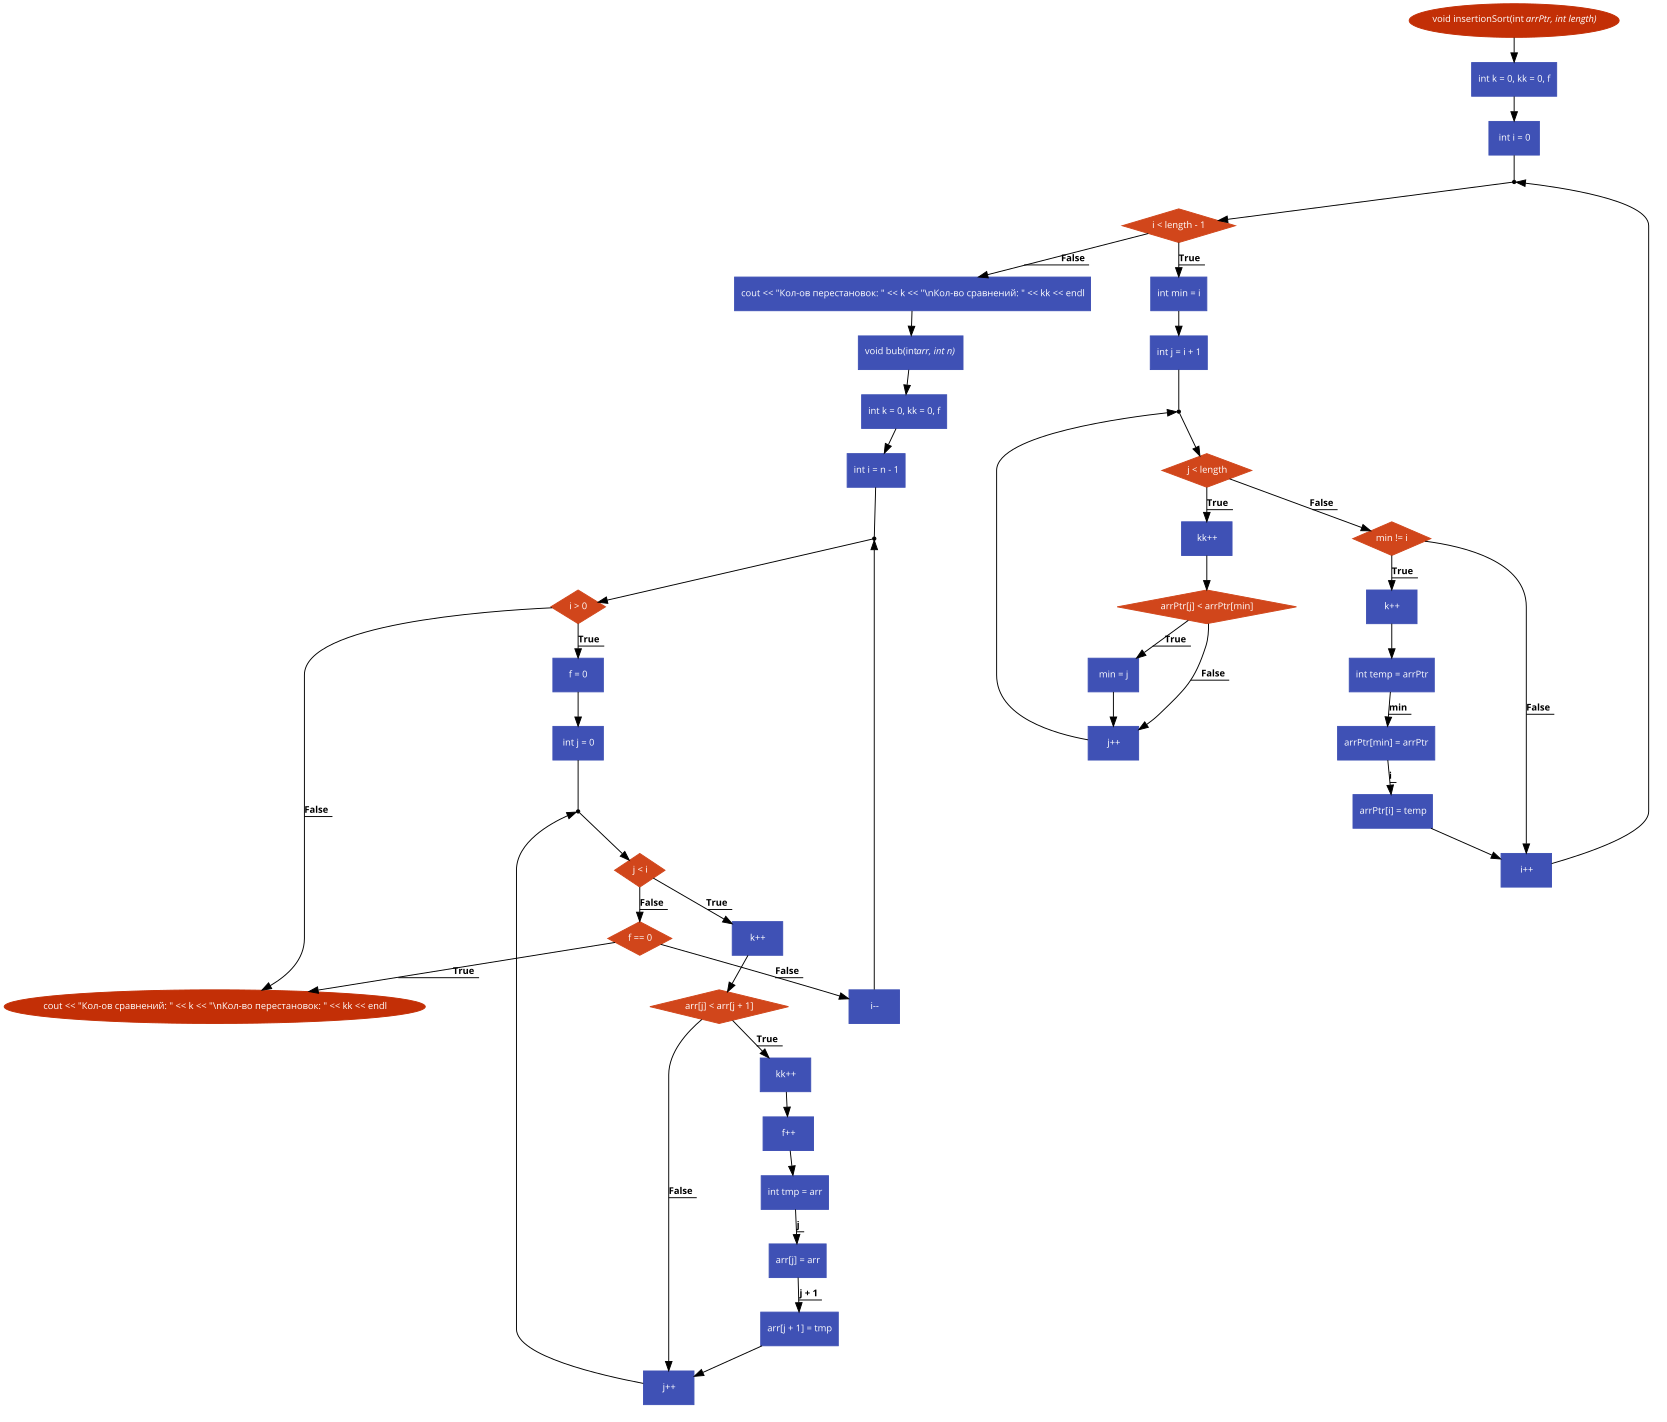 void insertionSort(int arrPtr, int length)
int k = 0, kk = 0, f
int i = 0
i < length - 1
False
True
cout << "Кол-ов перестановок: " << k << "\nКол-во сравнений: " << kk << endl
int min = i
void bub(intarr, int n)
int j = i + 1
int k = 0, kk = 0, f
int i = n - 1
j < length
True
False
kk++
min != i
True
i > 0
arrPtr[j] < arrPtr[min]
k++
True
True
f = 0
min = j
False
int temp = arrPtr
min
False
int j = 0
j++
arrPtr[min] = arrPtr
i
False
arrPtr[i] = temp
j < i
i++
False
True
f == 0
k++
True
False
cout << "Кол-ов сравнений: " << k << "\nКол-во перестановок: " << kk << endl
arr[j] < arr[j + 1]
i--
True
kk++
f++
False
int tmp = arr
j
arr[j] = arr
j + 1
arr[j + 1] = tmp
j++